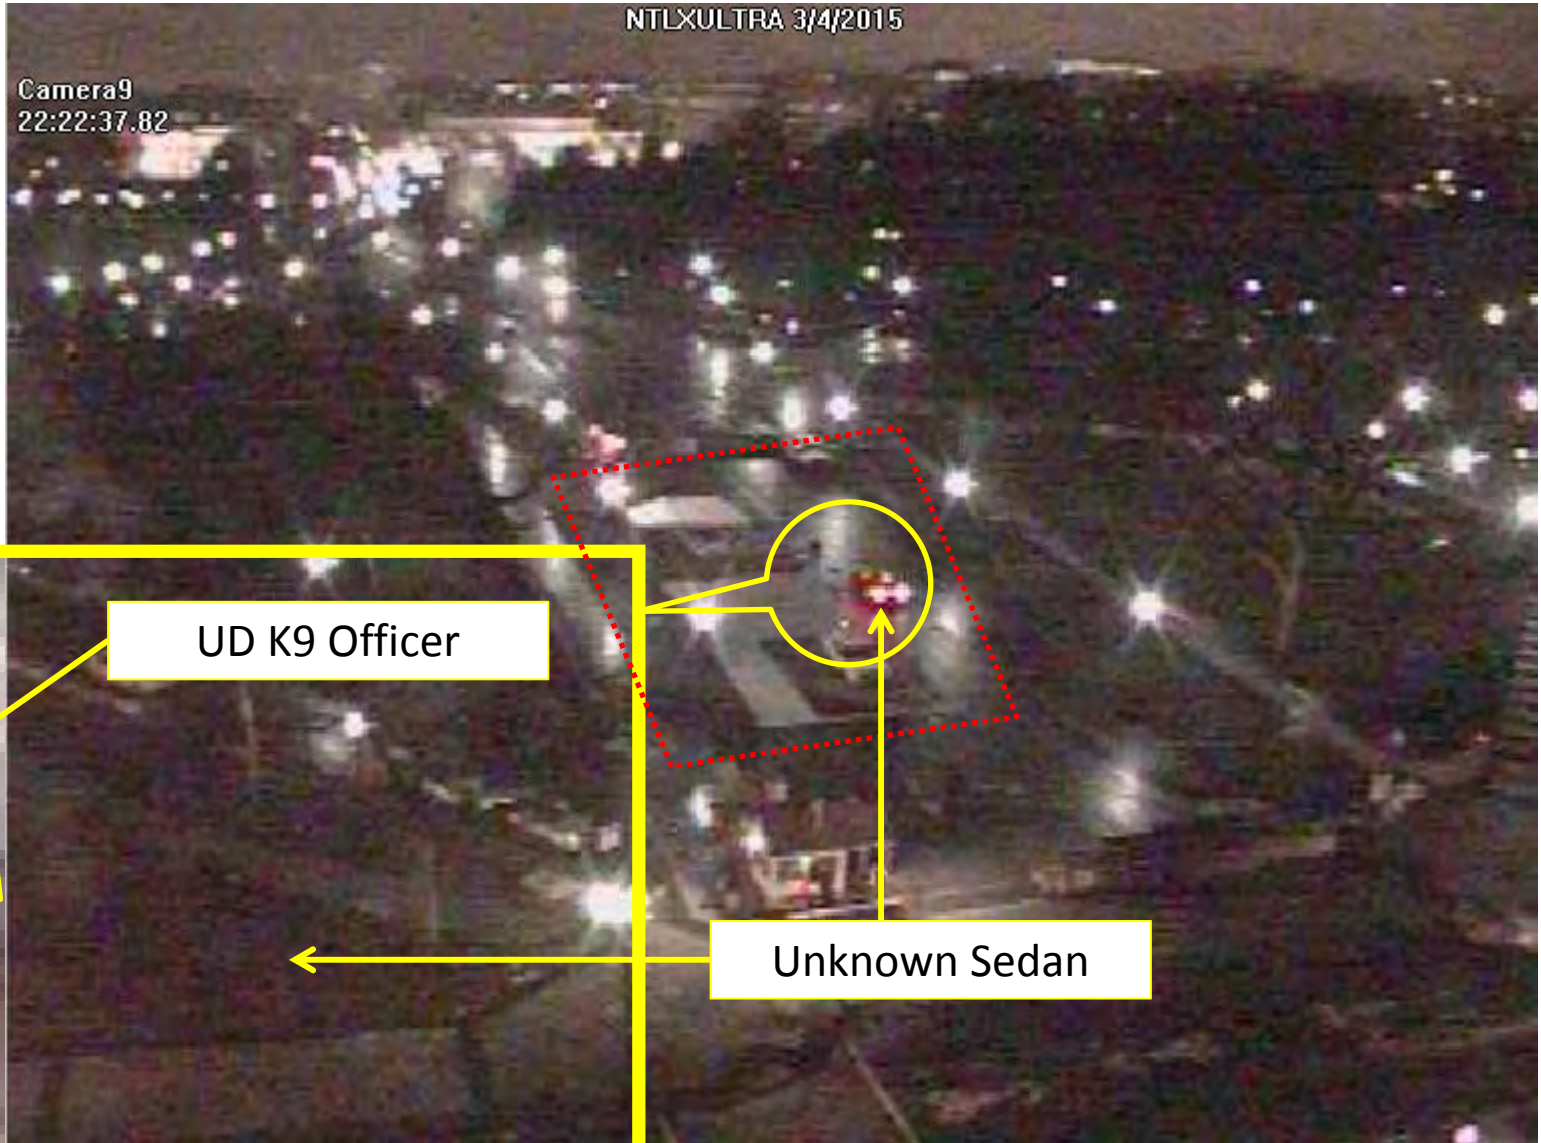 NTLXULTRA 3/4/2015
Camera9
22:22:37.82
UD K9 Officer
Unknown Sedan